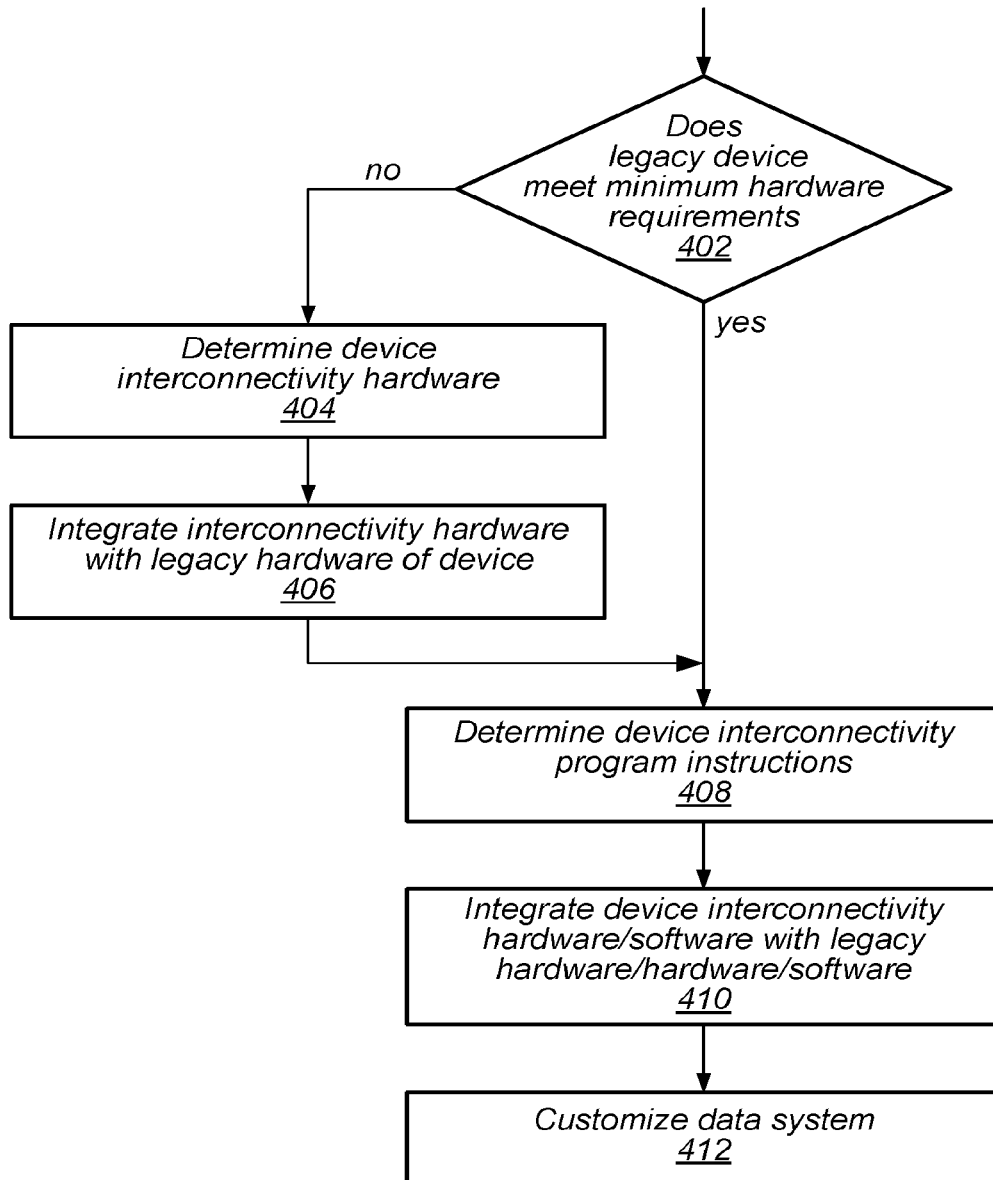 Does
legacy device
meet minimum hardware
requirements
402
no
yes
Determine device
interconnectivity hardware
404
Integrate interconnectivity hardware
with legacy hardware of device
406
Determine device interconnectivity
program instructions
408
Integrate device interconnectivity
hardware/software with legacy
hardware/hardware/software
410
Customize data system
412